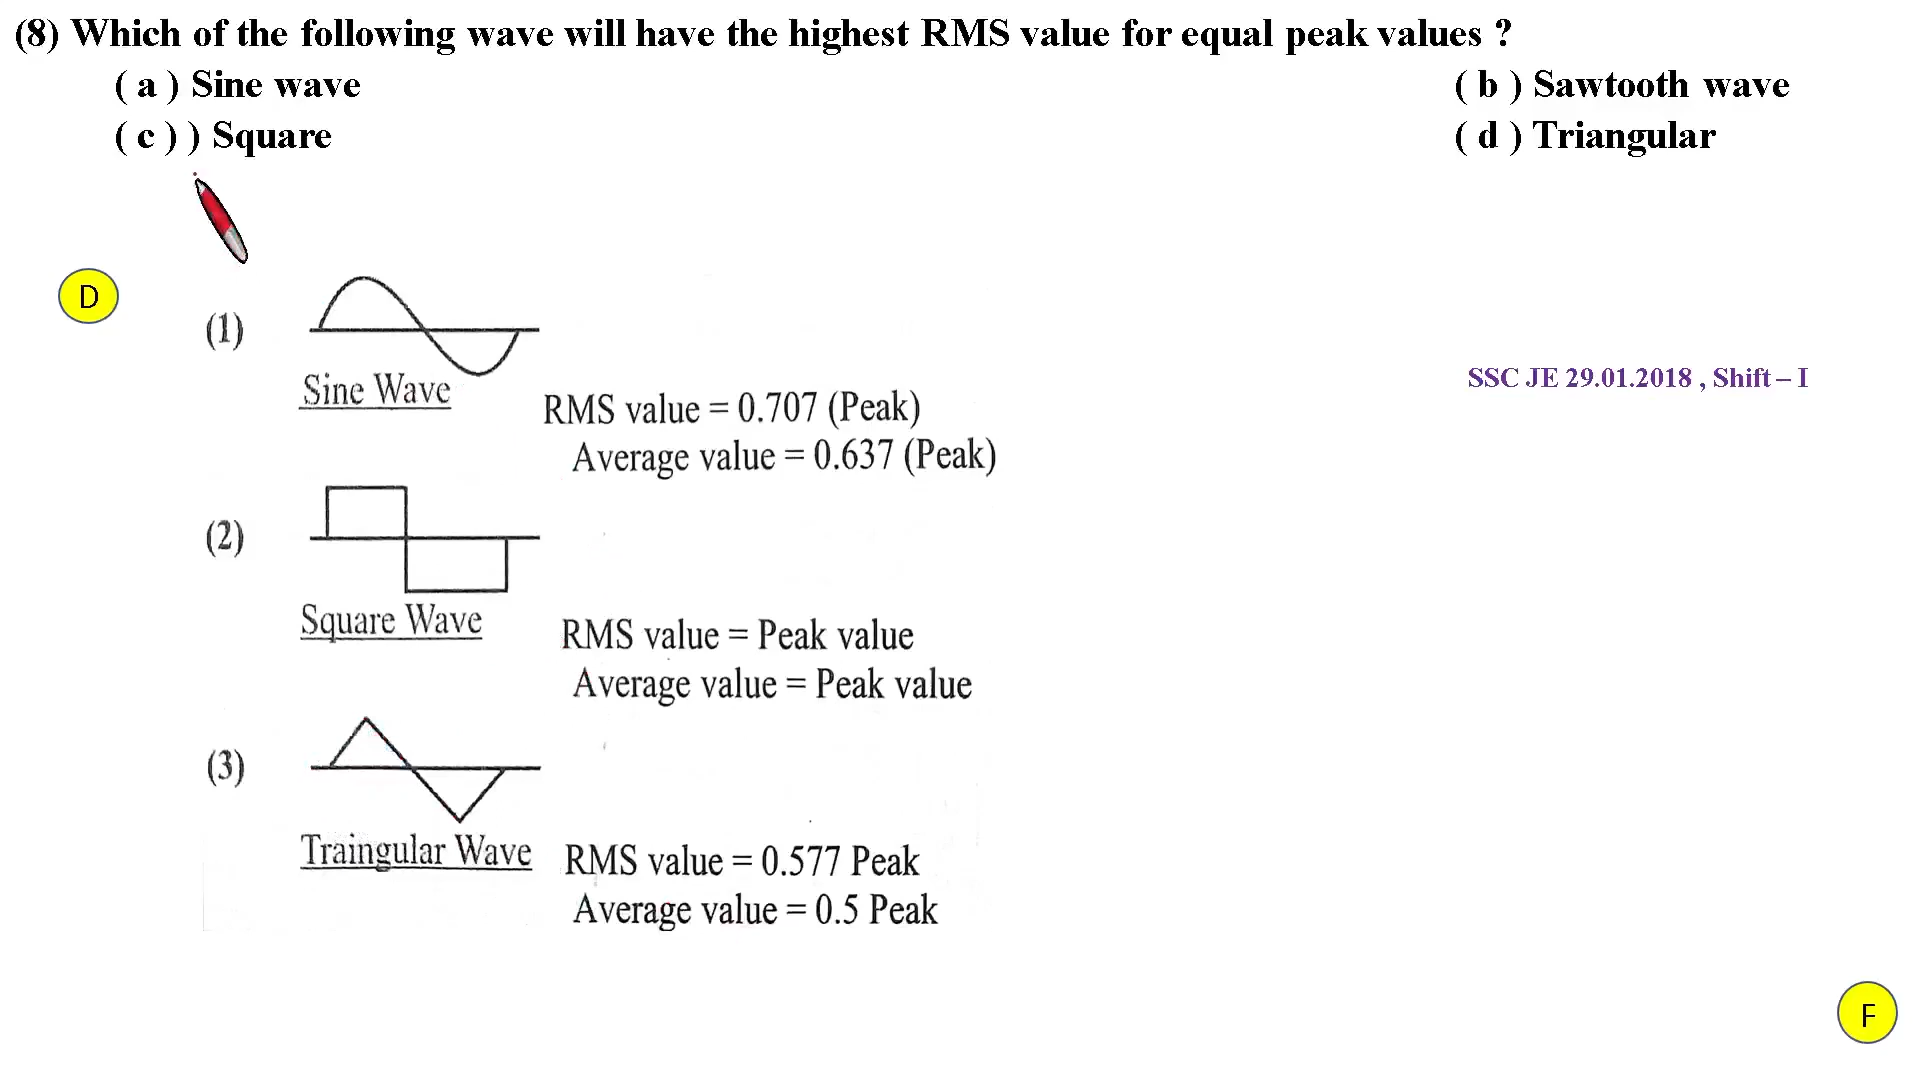 (8) Which of the following wave will have the highest RMS value for equal peak values ?
( a ) Sine wave
( b ) Sawtooth wave
( c ) ) Square
( d ) Triangular
D
(1)
Sine Wave
RMS value = 0.707 (Peak)
Average value = 0.637 (Peak)
SSC JE 29.01.2018 , Shift – I
(2)
Square Wave
RMS value = Peak value
Average value = Peak value
(3)
Traingular Wave
RMS value = 0.577 Peak
Average value = 0.5 Peak
F